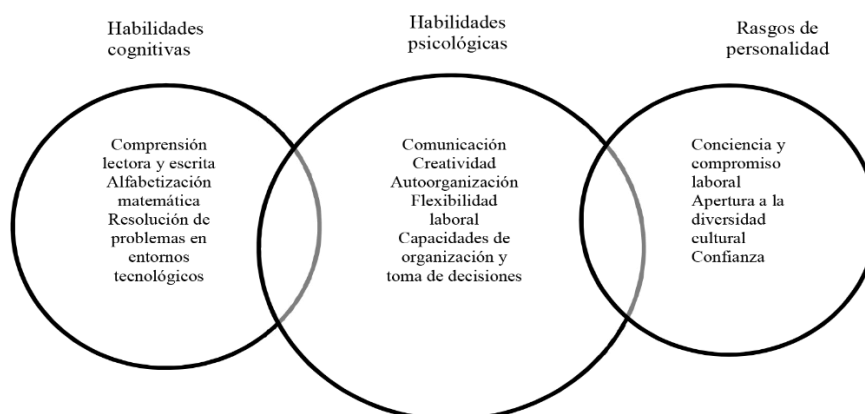 Habilidades
cognitivas
Habilidades
psicológicas
Rasgos de
personalidad
Comprensión
lectora y escrita
Alfabetización
matemática
Resolución de
problemas en
entornos
tecnológicos
Comunicación
Creatividad
Autoorganización
Flexibilidad
laboral
Capacidades de
organización y
toma de decisiones
Conciencia y
compromiso
laboral
Apertura a la
diversidad
cultural
Confianza